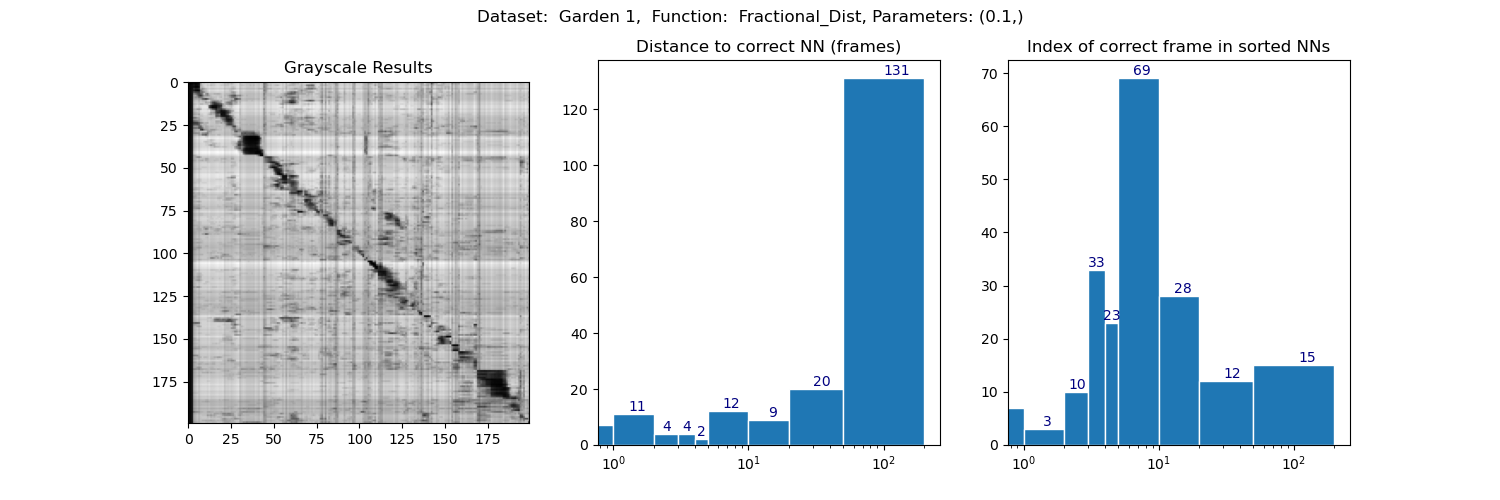 Dataset:  Garden 1,  Function:  Fractional_Dist, Parameters: (0.1,)
Grayscale Results
0
25
50
75
100
125
150
175
0 25 50 75 100 125 150 175
Distance to correct NN (frames)
120
100
80
60
40
20
0
11 4 4 2 12 9 20 131
10^0 10^1 10^2
Index of correct frame in sorted NNs
70
60
50
40
30
20
10
0
3 10 33 23 69 28 12 15
10^0 10^1 10^2